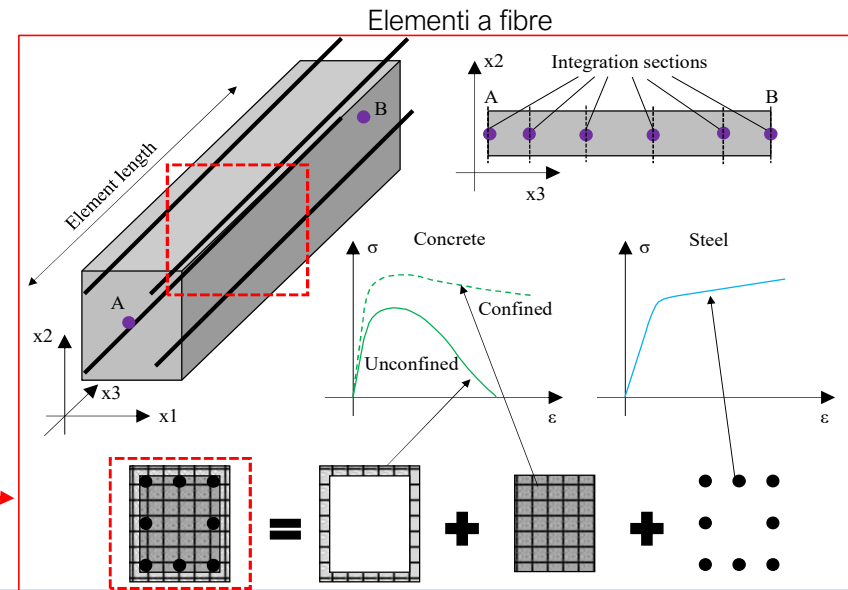 Elementi a fibre
Element length
A
B
x2
x3
x1
x2
Integration sections
A
B
x3
σ
Concrete
Confined
Unconfined
ε
σ
Steel
ε